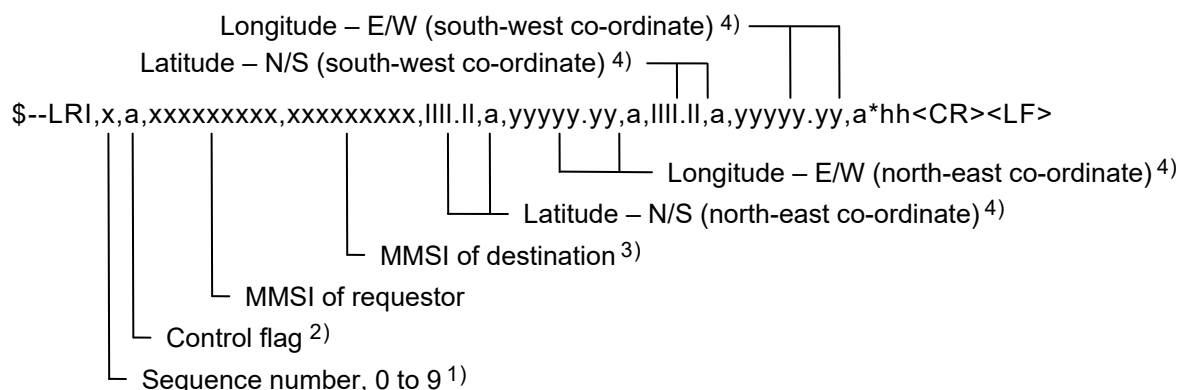 Longitude – E/W (south-west co-ordinate) 4)
Latitude – N/S (south-west co-ordinate) 4)
$--LRI,x,a,xxxxxxxxx,xxxxxxxxx,llll.ll,a,yyyyy.yy,a,llll.ll,a,yyyyy.yy,a*hh<CR><LF>
Longitude – E/W (north-east co-ordinate) 4)
Latitude – N/S (north-east co-ordinate) 4)
MMSI of destination 3)
MMSI of requestor
Control flag 2)
Sequence number, 0 to 9 1)